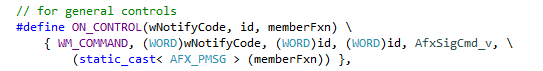 // for general controls
#define ON_CONTROL(wNotifyCode, id, memberFxn) \
{ WM_COMMAND, (WORD)wNotifyCode, (WORD)id, (WORD)id, AfxSigCmd_v, \
(static_cast< AFX_PMSG > (memberFxn)) },